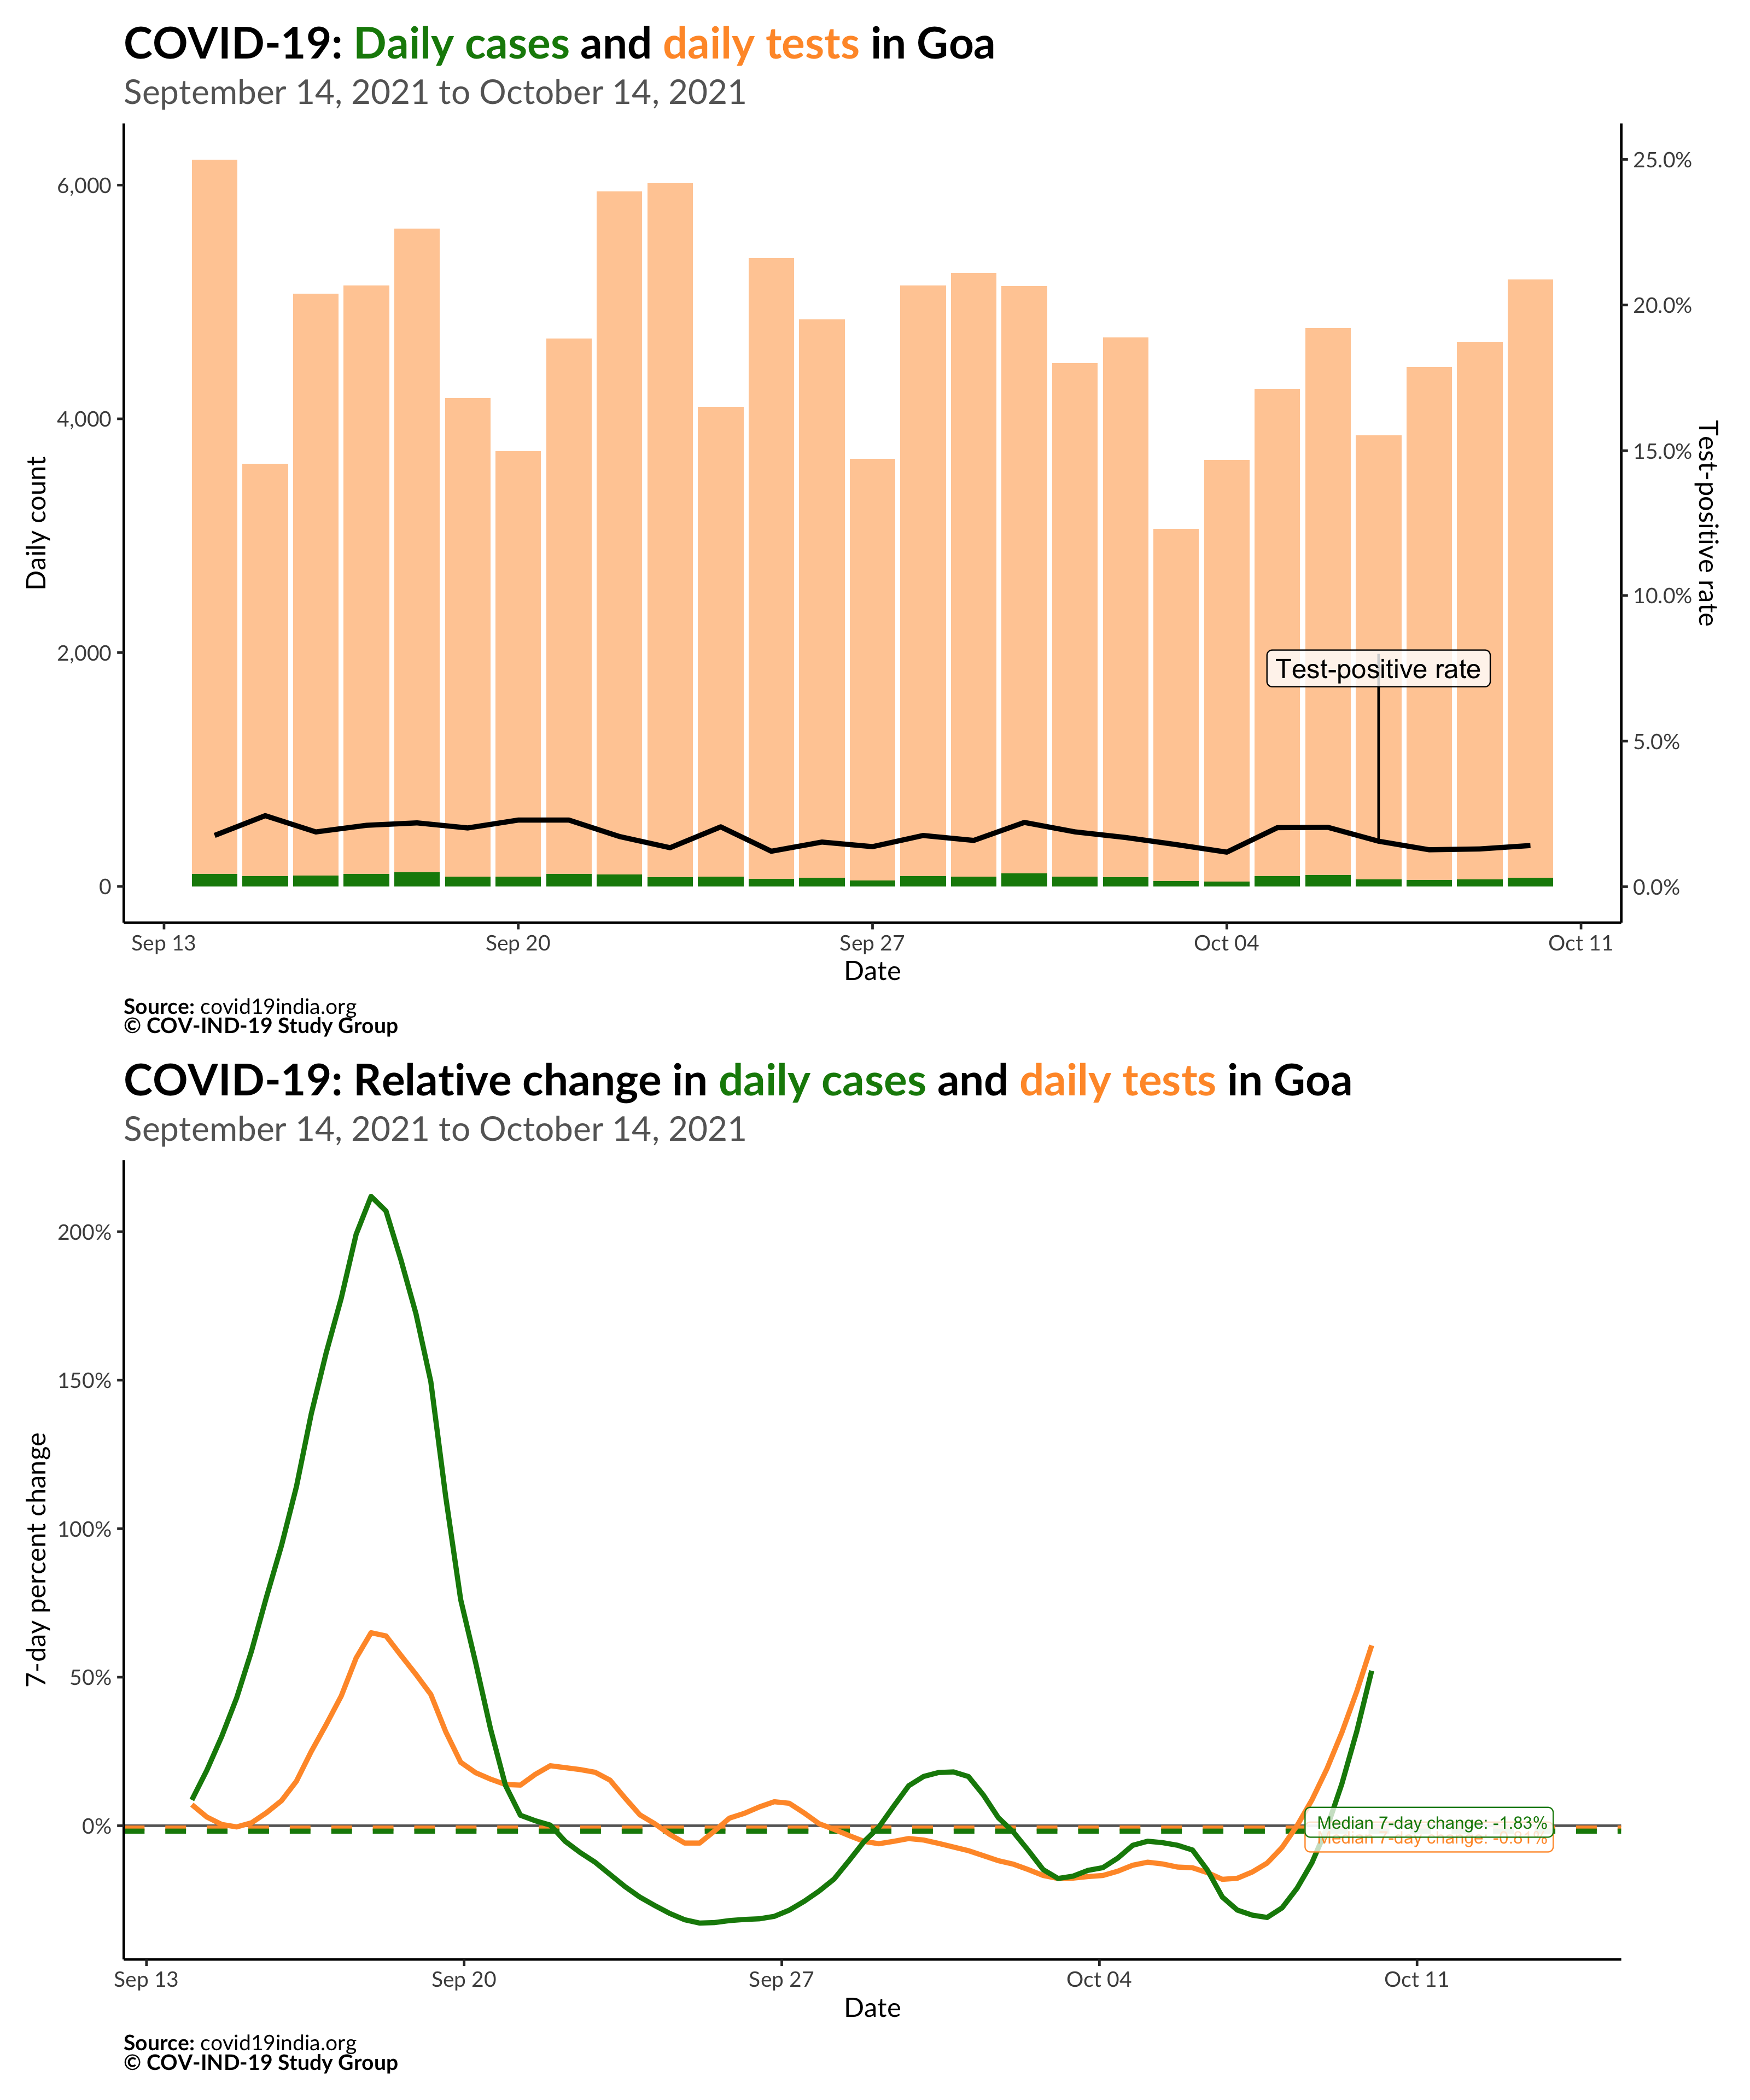 COVID-19: Daily cases and daily tests in Goa
September 14, 2021 to October 14, 2021
6,000
4,000
2,000
0
Daily count
25.0%
20.0%
15.0%
10.0%
5.0%
0.0%
Test-positive rate
Test-positive rate
Sep 13
Sep 20
Sep 27
Oct 04
Oct 11
Date
Source: covid19india.org
© COV-IND-19 Study Group
COVID-19: Relative change in daily cases and daily tests in Goa
September 14, 2021 to October 14, 2021
200%
150%
100%
50%
0%
7-day percent change
Median 7-day change: -1.83%
Median 7-day change: -0.81%
Sep 13
Sep 20
Sep 27
Oct 04
Oct 11
Date
Source: covid19india.org
© COV-IND-19 Study Group